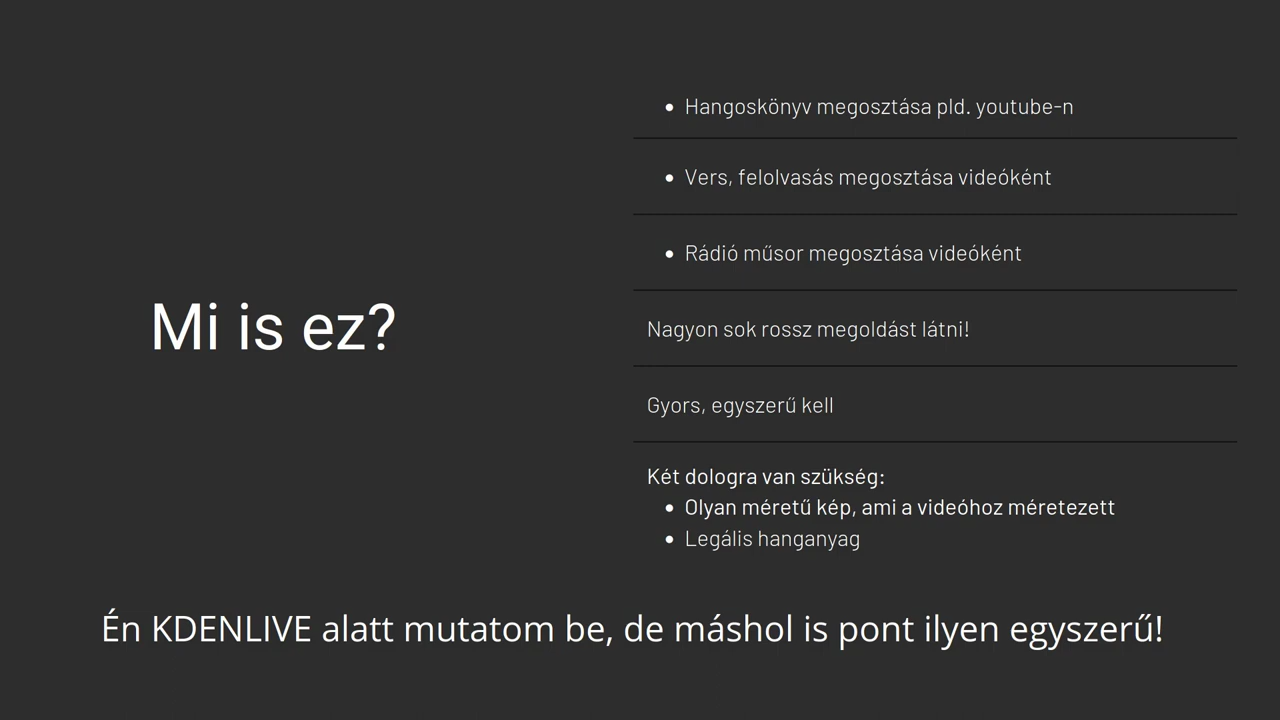 Mi is ez?
Hangoskönyv megosztása pld. youtube-n
Vers, felolvasás megosztása videóként
Rádió műsor megosztása videóként
Nagyon sok rossz megoldást látni!
Gyors, egyszerű kell
Két dologra van szükség:
Olyan méretű kép, ami a videóhoz méretezett
Legális hanganyag
Én KDENLIVE alatt mutatom be, de máshol is pont ilyen egyszerű!